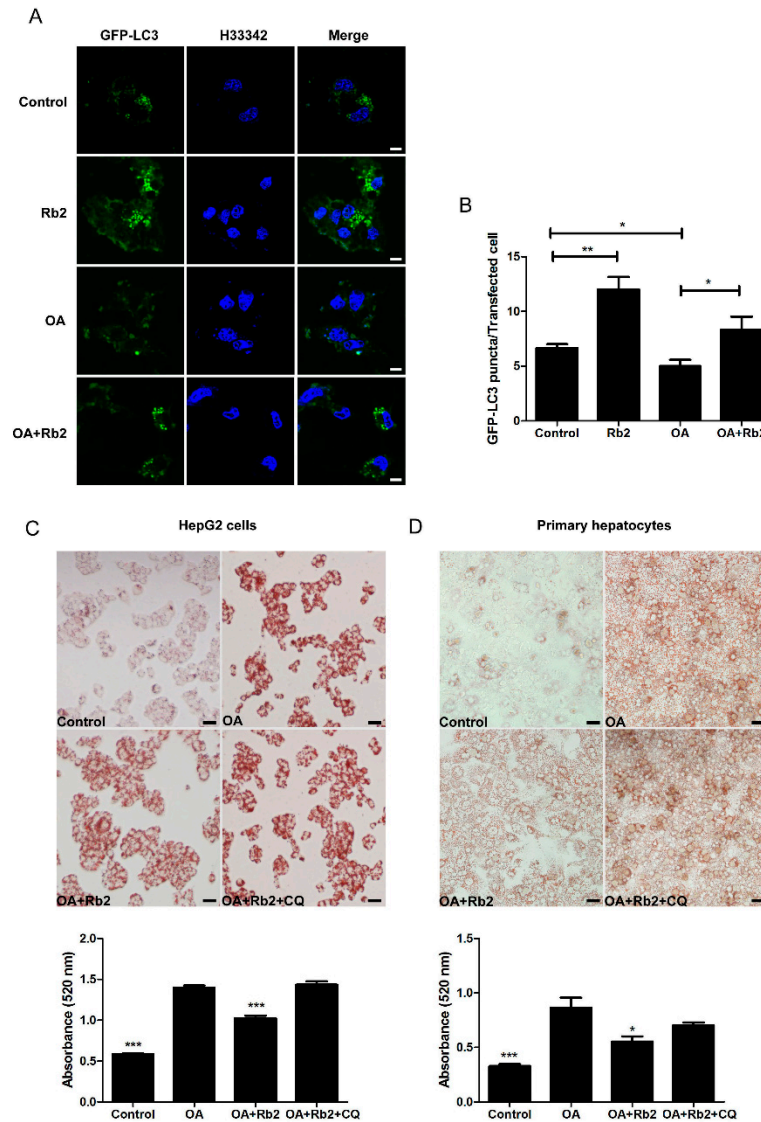 A
GFP-LC3 H33342 Merge
Control
Rb2
OA
OA+Rb2
B
GFP-LC3 puncta/Transfected cell
15
10
5
0
*
**
*
Control Rb2 OA OA+Rb2
C
HepG2 cells
Control OA
OA+Rb2 OA+Rb2+CQ
Absorbance (520 nm)
2.0
1.5
1.0
0.5
0.0
***
***
Control OA OA+Rb2 OA+Rb2+CQ
D
Primary hepatocytes
Control OA
OA+Rb2 OA+Rb2+CQ
Absorbance (520 nm)
1.5
1.0
0.5
0.0
***
*
Control OA OA+Rb2 OA+Rb2+CQ